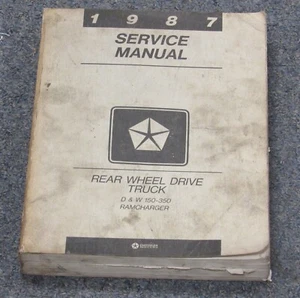 1987
SERVICE
MANUAL
REAR WHEEL DRIVE
TRUCK
D & W 150-350
RAMCHARGER